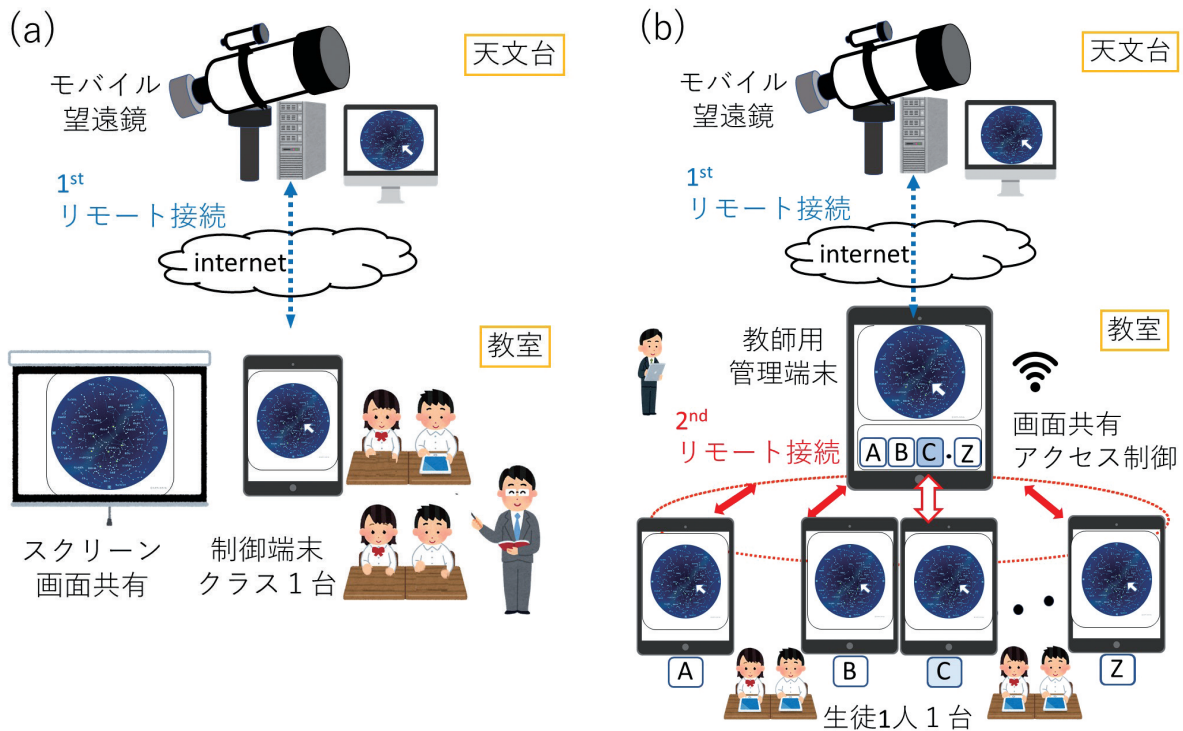 (a)
天文台
モバイル
望遠鏡
1st
リモート接続
internet
教室
スクリーン
画面共有
制御端末
クラス1台
(b)
天文台
モバイル
望遠鏡
1st
リモート接続
internet
教室
教師用
管理端末
2nd
リモート接続
A B C・Z
画面共有
アクセス制御
A
B
C
・・
Z
生徒1人1台